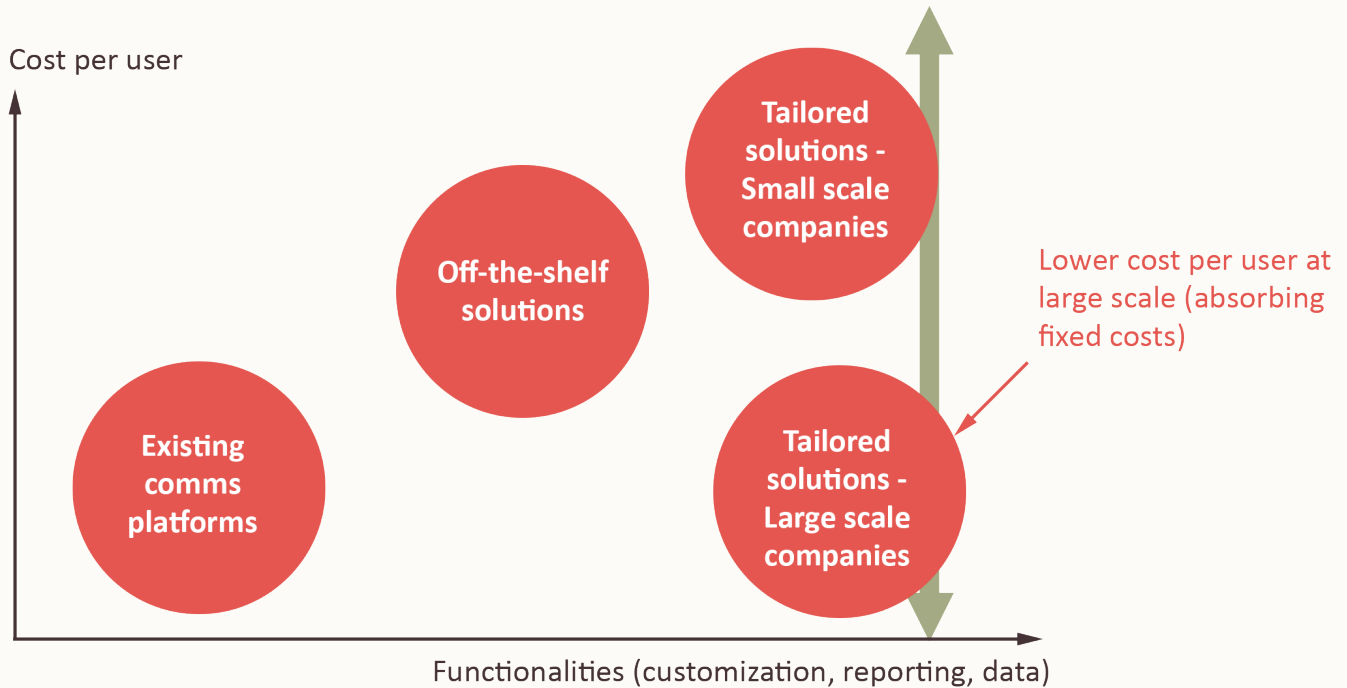 Cost per user
Tailored
solutions -
Small scale
companies
Off-the-shelf
solutions
Lower cost per user at
large scale (absorbing
fixed costs)
Existing
comms
platforms
Tailored
solutions -
Large scale
companies
Functionalities (customization, reporting, data)